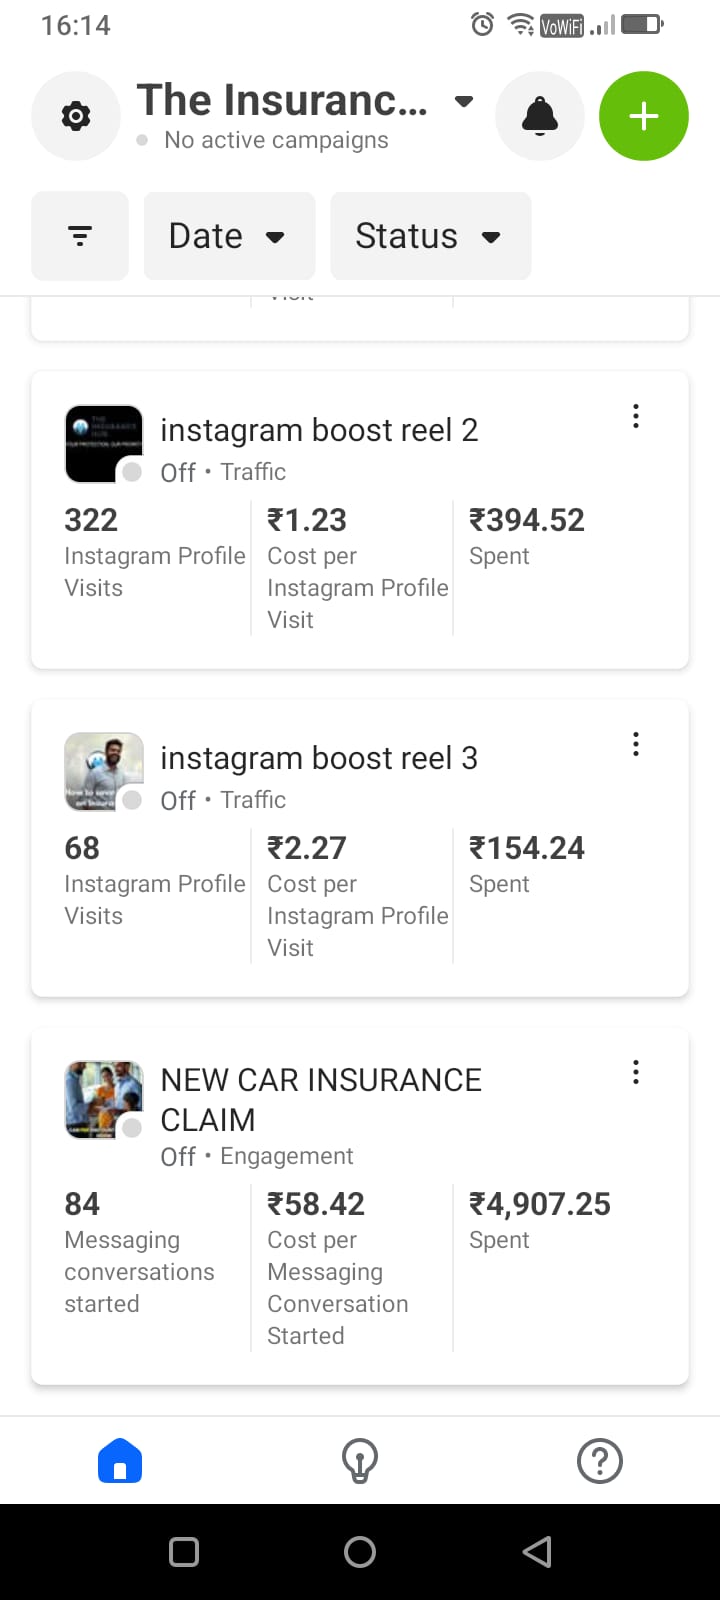 16:14
VoWiFi
The Insuranc...
No active campaigns
Date
Status
instagram boost reel 2
Off • Traffic
322
₹1.23
₹394.52
Instagram Profile Visits
Cost per Instagram Profile Visit
Spent
instagram boost reel 3
Off • Traffic
68
₹2.27
₹154.24
Instagram Profile Visits
Cost per Instagram Profile Visit
Spent
NEW CAR INSURANCE
CLAIM
Off • Engagement
84
₹58.42
₹4,907.25
Messaging conversations started
Cost per Messaging Conversation Started
Spent